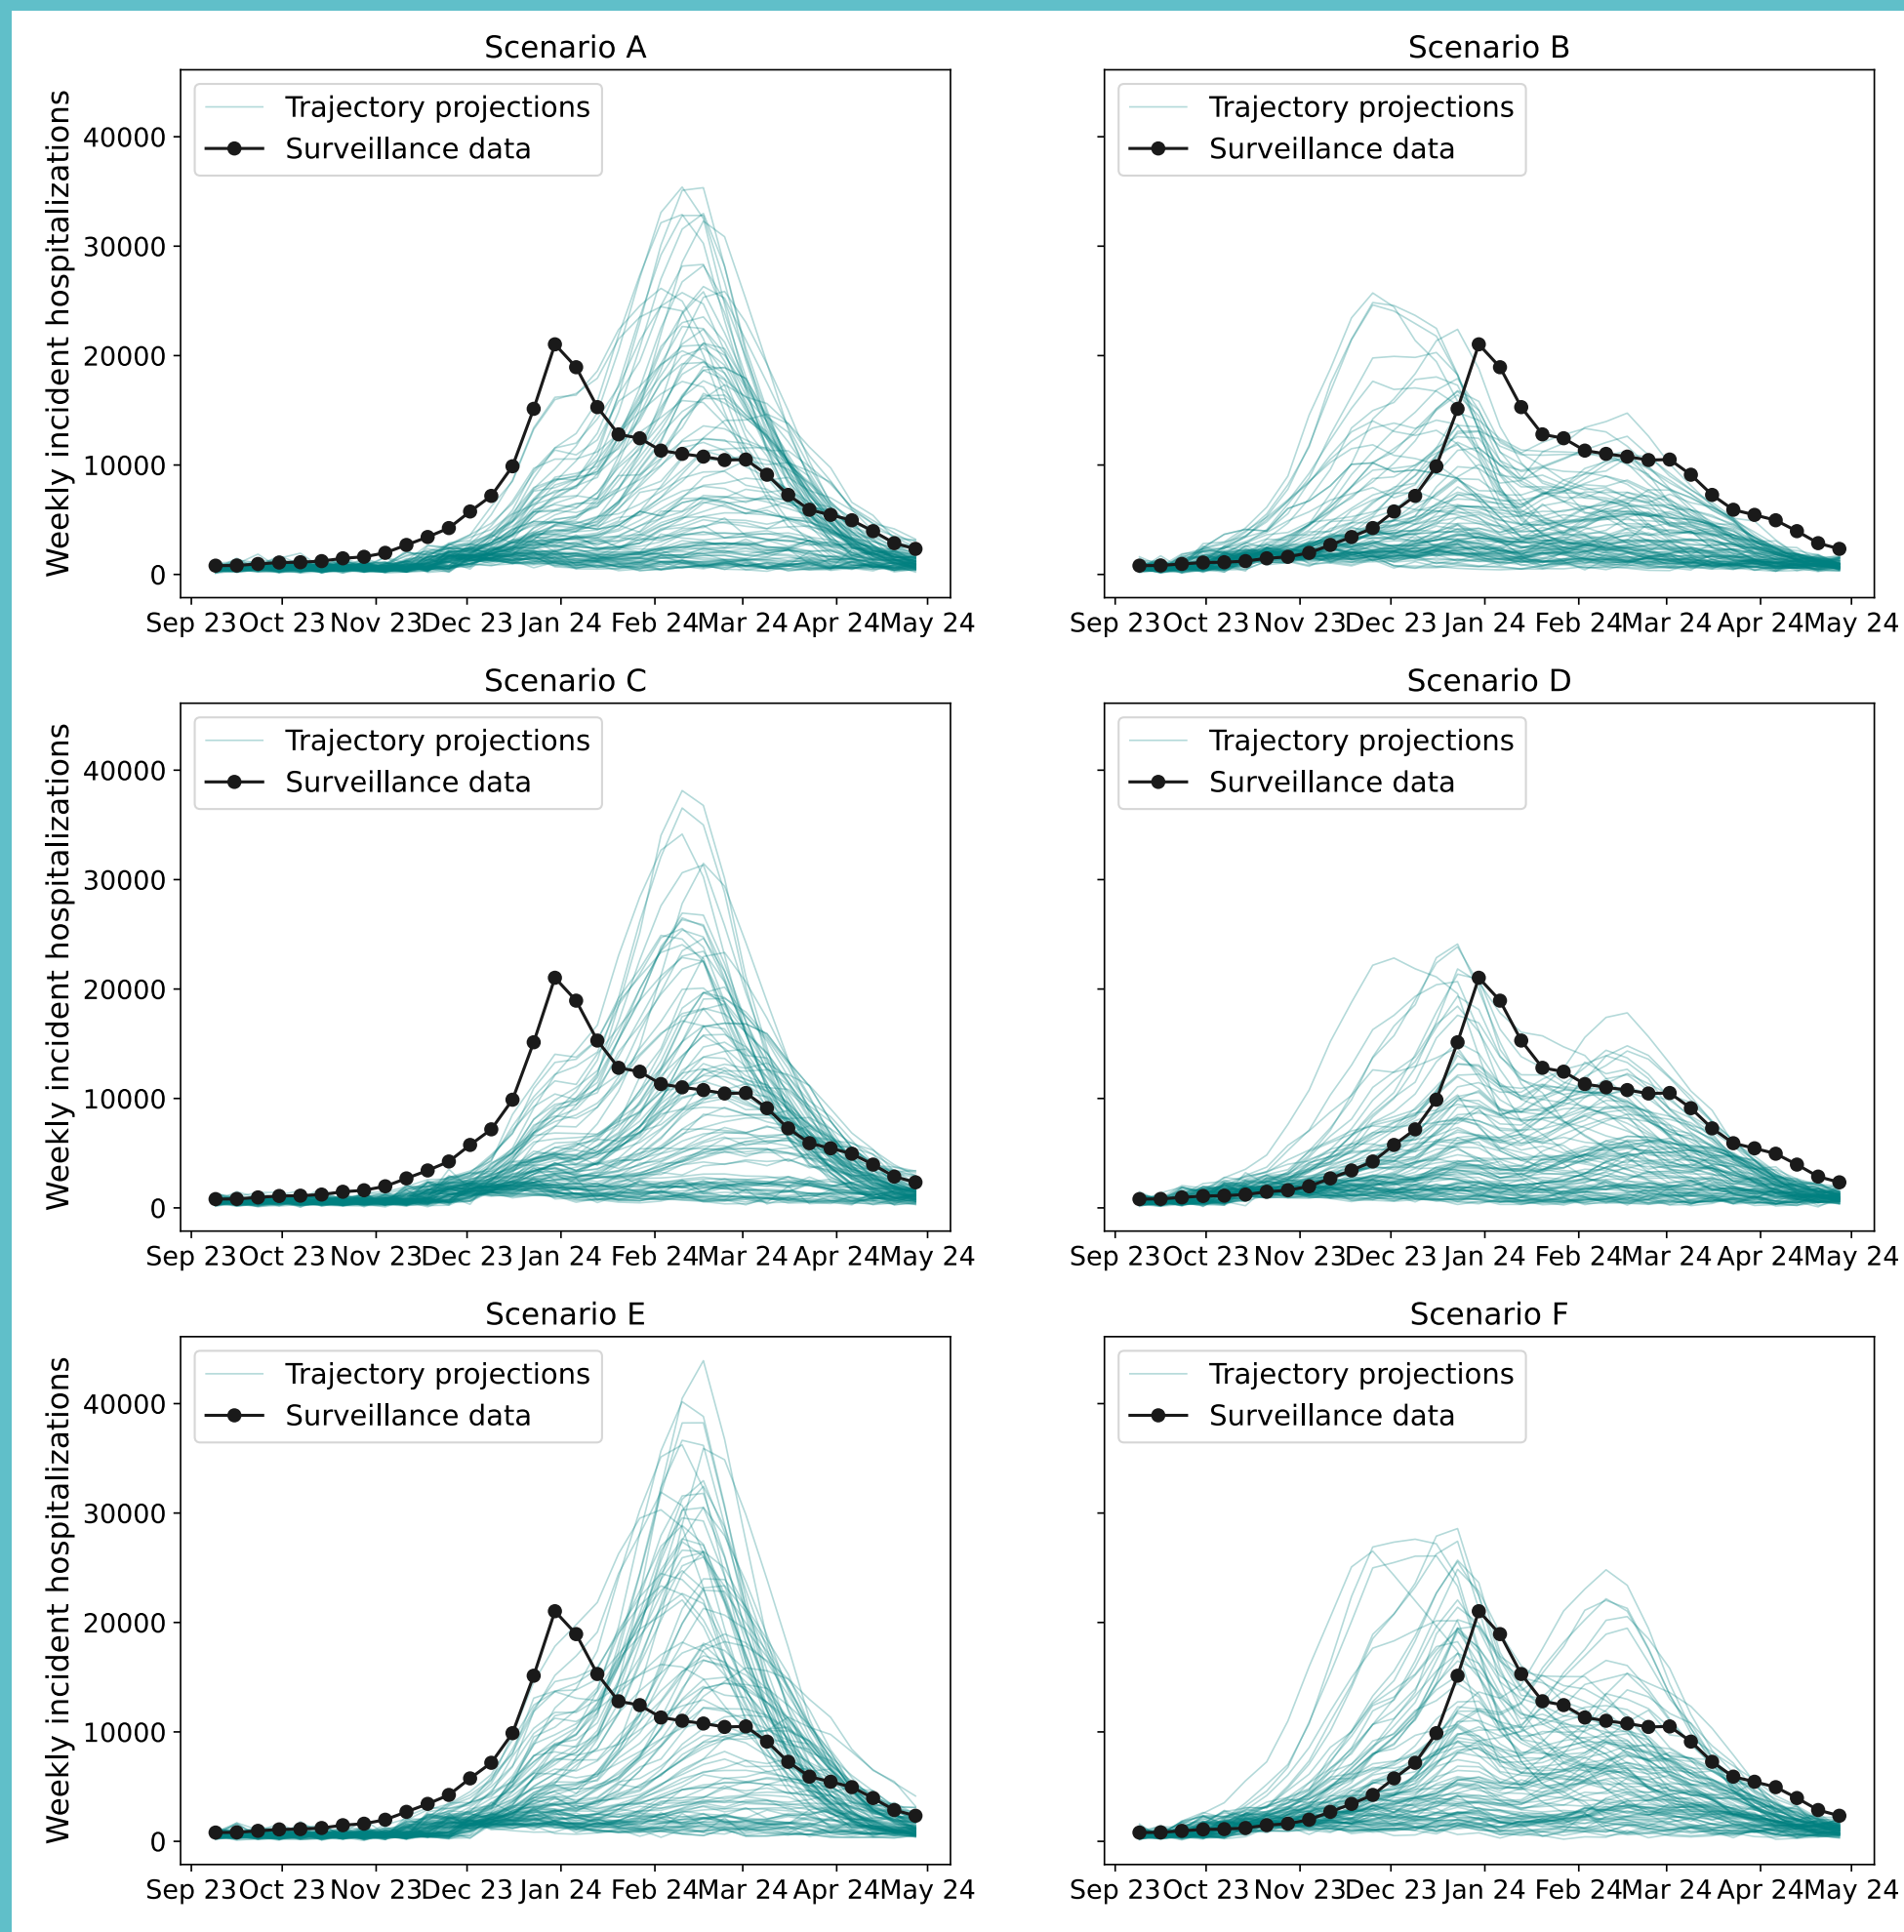 Scenario A
Scenario B
Weekly incident hospitalizations
Trajectory projections
Surveillance data
40000
30000
20000
10000
0
Sep 23 Oct 23 Nov 23 Dec 23 Jan 24 Feb 24 Mar 24 Apr 24 May 24
Trajectory projections
Surveillance data
Sep 23 Oct 23 Nov 23 Dec 23 Jan 24 Feb 24 Mar 24 Apr 24 May 24
Scenario C
Scenario D
Weekly incident hospitalizations
Trajectory projections
Surveillance data
40000
30000
20000
10000
0
Sep 23 Oct 23 Nov 23 Dec 23 Jan 24 Feb 24 Mar 24 Apr 24 May 24
Trajectory projections
Surveillance data
Sep 23 Oct 23 Nov 23 Dec 23 Jan 24 Feb 24 Mar 24 Apr 24 May 24
Scenario E
Scenario F
Weekly incident hospitalizations
Trajectory projections
Surveillance data
40000
30000
20000
10000
0
Sep 23 Oct 23 Nov 23 Dec 23 Jan 24 Feb 24 Mar 24 Apr 24 May 24
Trajectory projections
Surveillance data
Sep 23 Oct 23 Nov 23 Dec 23 Jan 24 Feb 24 Mar 24 Apr 24 May 24